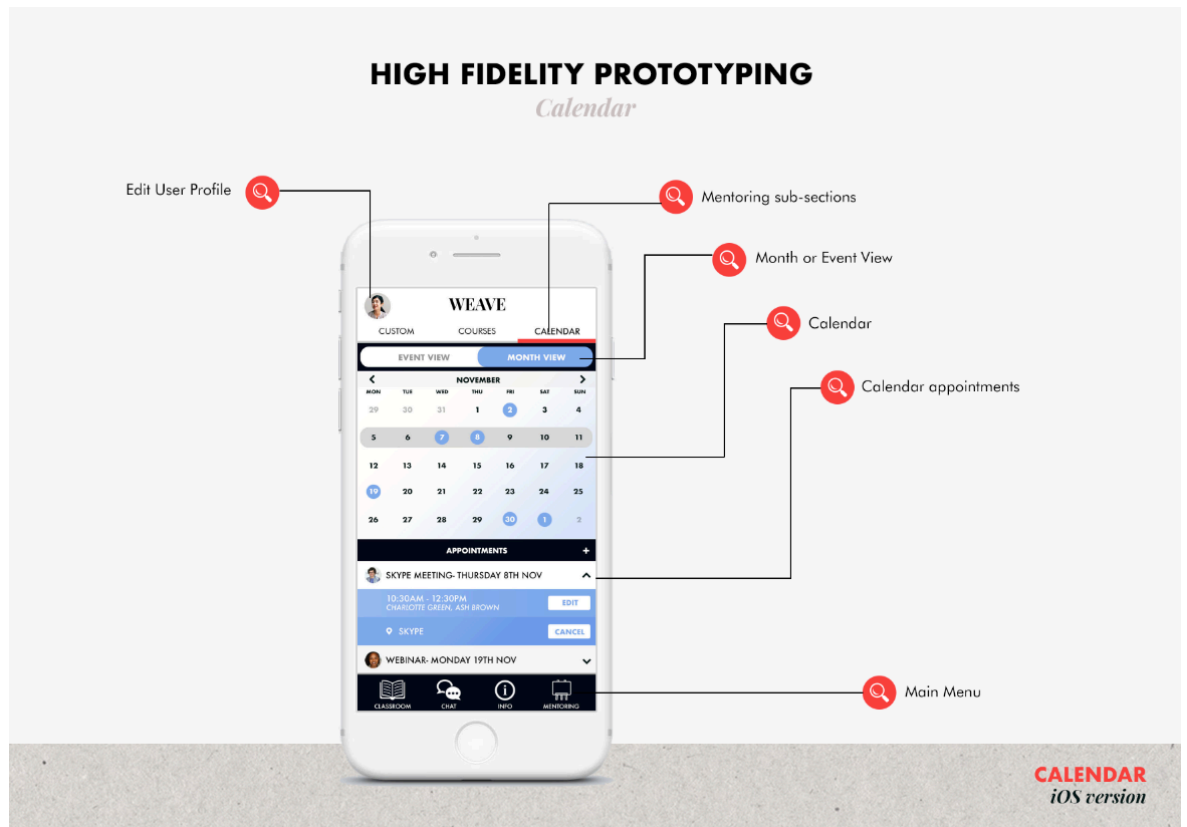 HIGH FIDELITY PROTOTYPING
Calendar
Edit User Profile
Mentoring sub-sections
Month or Event View
Calendar
Calendar appointments
Main Menu
WEAVE
CUSTOM COURSES CALENDAR
EVENT VIEW MONTH VIEW
< NOVEMBER >
MON TUE WED THU FRI SAT SUN
29 30 31 1 2 3 4
5 6 7 8 9 10 11
12 13 14 15 16 17 18
19 20 21 22 23 24 25
26 27 28 29 30 1 2
APPOINTMENTS +
SKYPE MEETING- THURSDAY 8TH NOV
10:30AM - 12:30PM
CHARLOTTE GREEN, ASH BROWN
EDIT
SKYPE
CANCEL
WEBINAR- MONDAY 19TH NOV
CLASSROOM CHAT INFO MENTORING
CALENDAR
iOS version